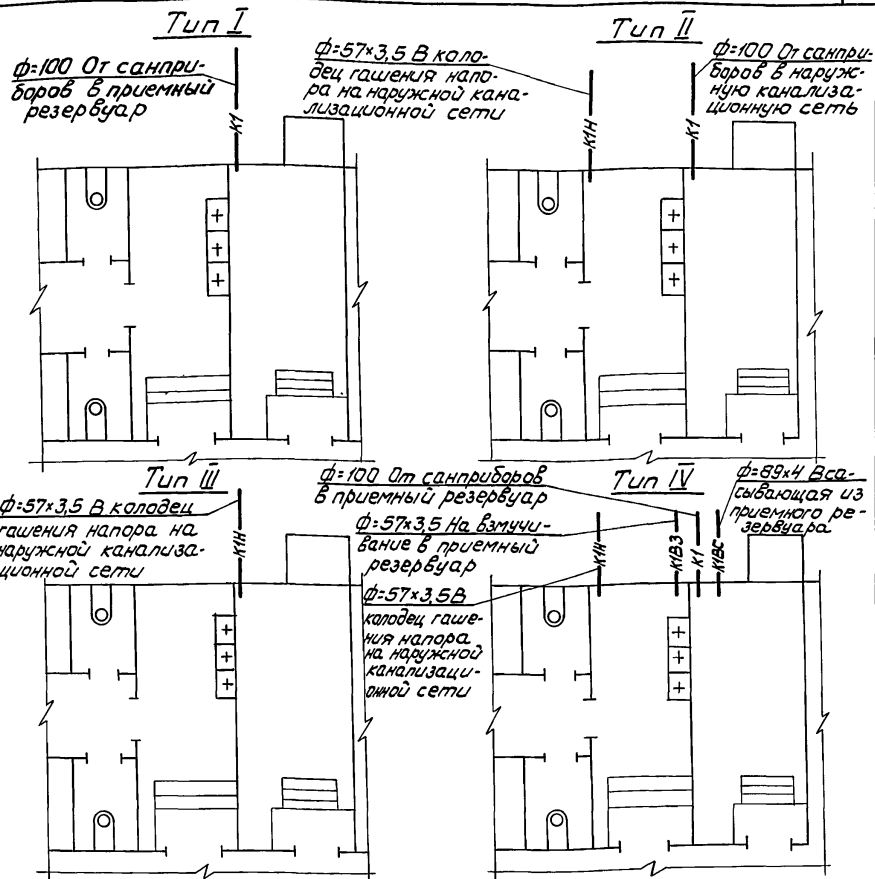 Тип I
ф=100 От санпри-
боров в приемный
резервуар
К1
Тип II
ф=57×3,5 В коло-
дец гашения напо-
ра на наружной кана-
лизационной сети
К1Н
К1
ф=100 От санпри-
боров в наруж-
ную канализа-
ционную сеть
Тип III
ф=57×3,5 В колодец
гашения напора на
наружной канализа-
ционной сети
К1Н
Тип IV
ф=100 От санприборов
в приемный резервуар
ф=57×3,5 На взмучи-
вание в приемный
резервуар
ф=57×3,5 В
колодец гаше-
ния напора
на наружной
канализаци-
онной сети
К1Н
К1ВЗ
К1
К1ВС
ф=89×4 Вса-
сывающая из
приемного ре-
зервуара